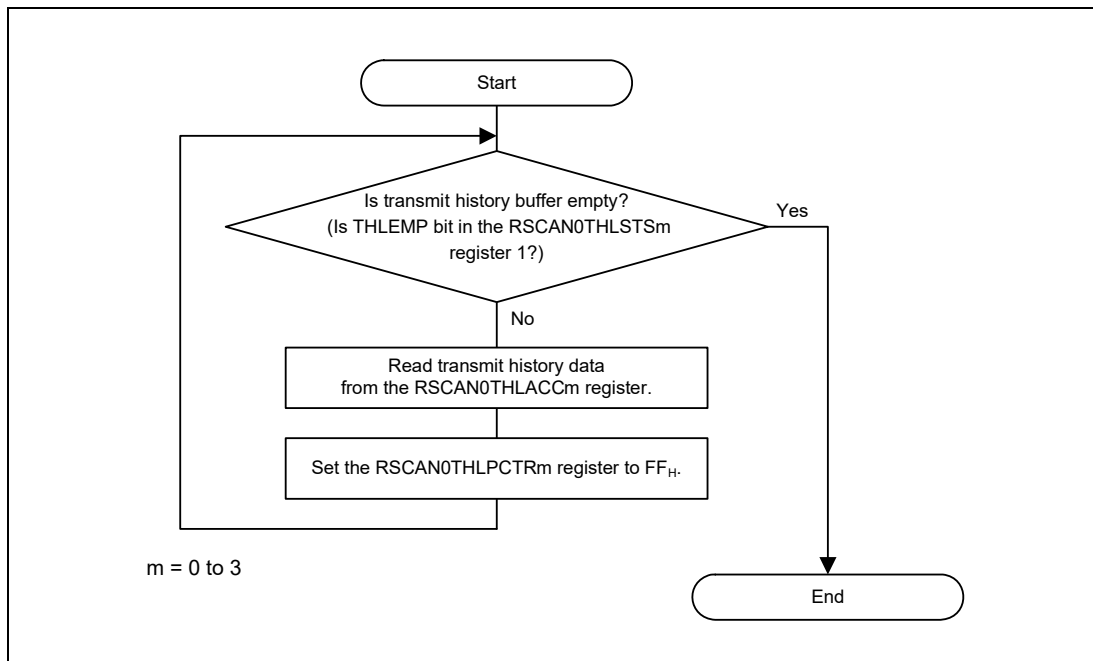 Start
Is transmit history buffer empty?
(Is THLEMP bit in the RSCAN0THLSTSm
register 1?)
Yes
No
Read transmit history data
from the RSCAN0THLACCm register.
Set the RSCAN0THLPCTRm register to FFH.
m = 0 to 3
End